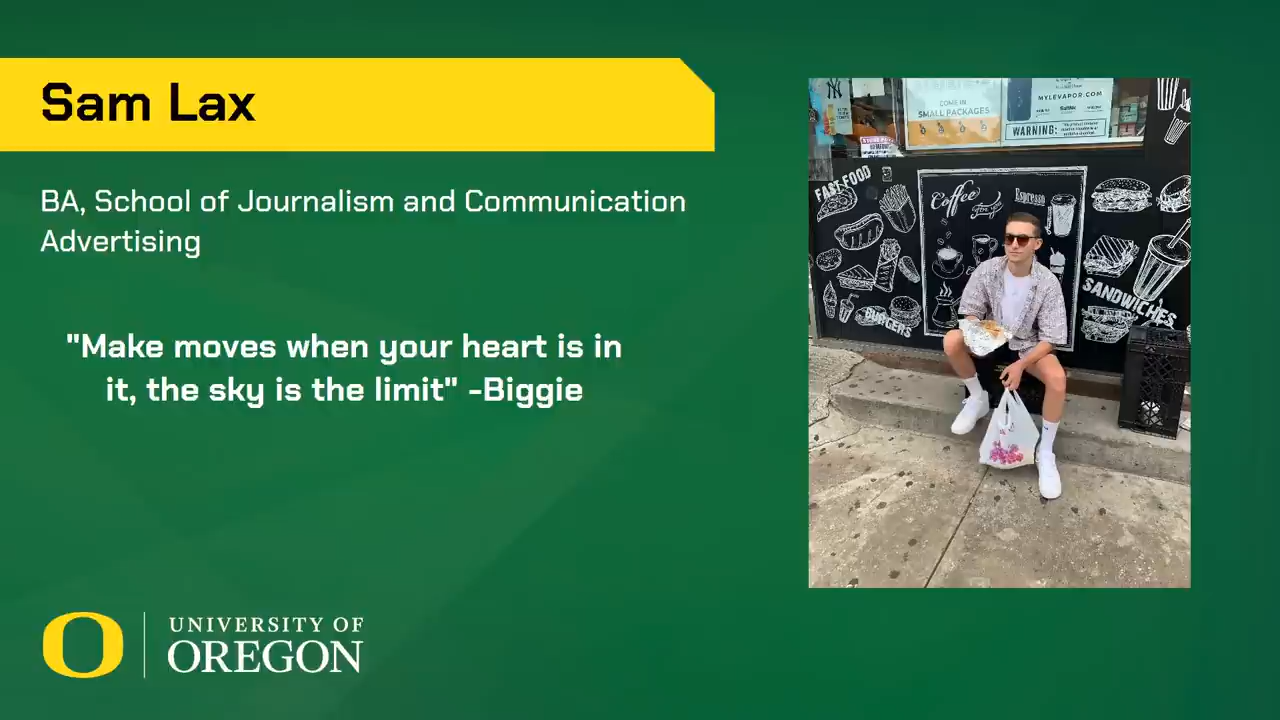 Sam Lax
BA, School of Journalism and Communication
Advertising
"Make moves when your heart is in
it, the sky is the limit" -Biggie
UNIVERSITY OF
OREGON
COME IN
SMALL PACKAGES
MYLEVAPOR.COM
WARNING:
FAST FOOD
Coffee
for you
Espresso
BURGERS
SANDWICHES